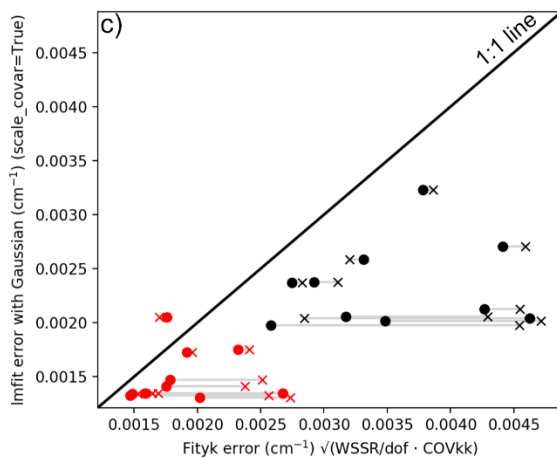 c)
1:1 line
0.0045
0.0040
0.0035
0.0030
0.0025
0.0020
0.0015
lmfit error with Gaussian (cm⁻¹) (scale_covar=True)
0.0015 0.0020 0.0025 0.0030 0.0035 0.0040 0.0045
Fityk error (cm⁻¹) √(WSSR/dof · COVkk)